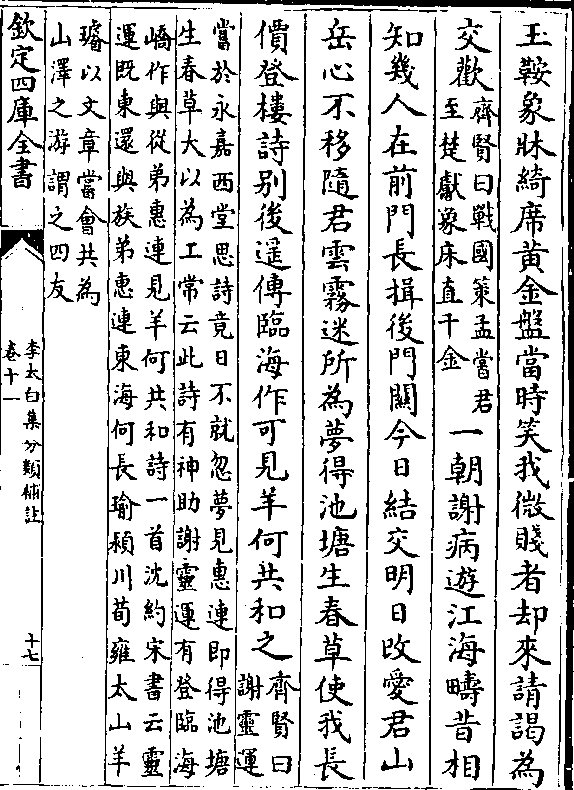 玉鞍象牀綺席黄金盤當時笑我微賤者却來請謁為
交歡齊賢曰戰國策孟嘗君
至楚獻象床直千金一朝謝病遊江海疇昔相
知幾人在前門長揖後門關今日結交明日改愛君山
岳心不移隨君雲霧迷所為夢得池塘生春草使我長
價登樓詩别後遥傳臨海作可見羊何共和之齊賢曰
謝靈運
嘗於永嘉西堂思詩竟日不就忽夢見惠連即得池塘
生春草大以為工常云此詩有神助謝靈運有登臨海
嶠作與從弟惠連見羊何共和詩一首沈約宋書云靈
運既東還與族弟惠連東海何長瑜潁川荀雍太山羊
璿以文章當會共為
山澤之游謂之四友
欽定四庫全書
李太白集分類補註
卷十一
十七